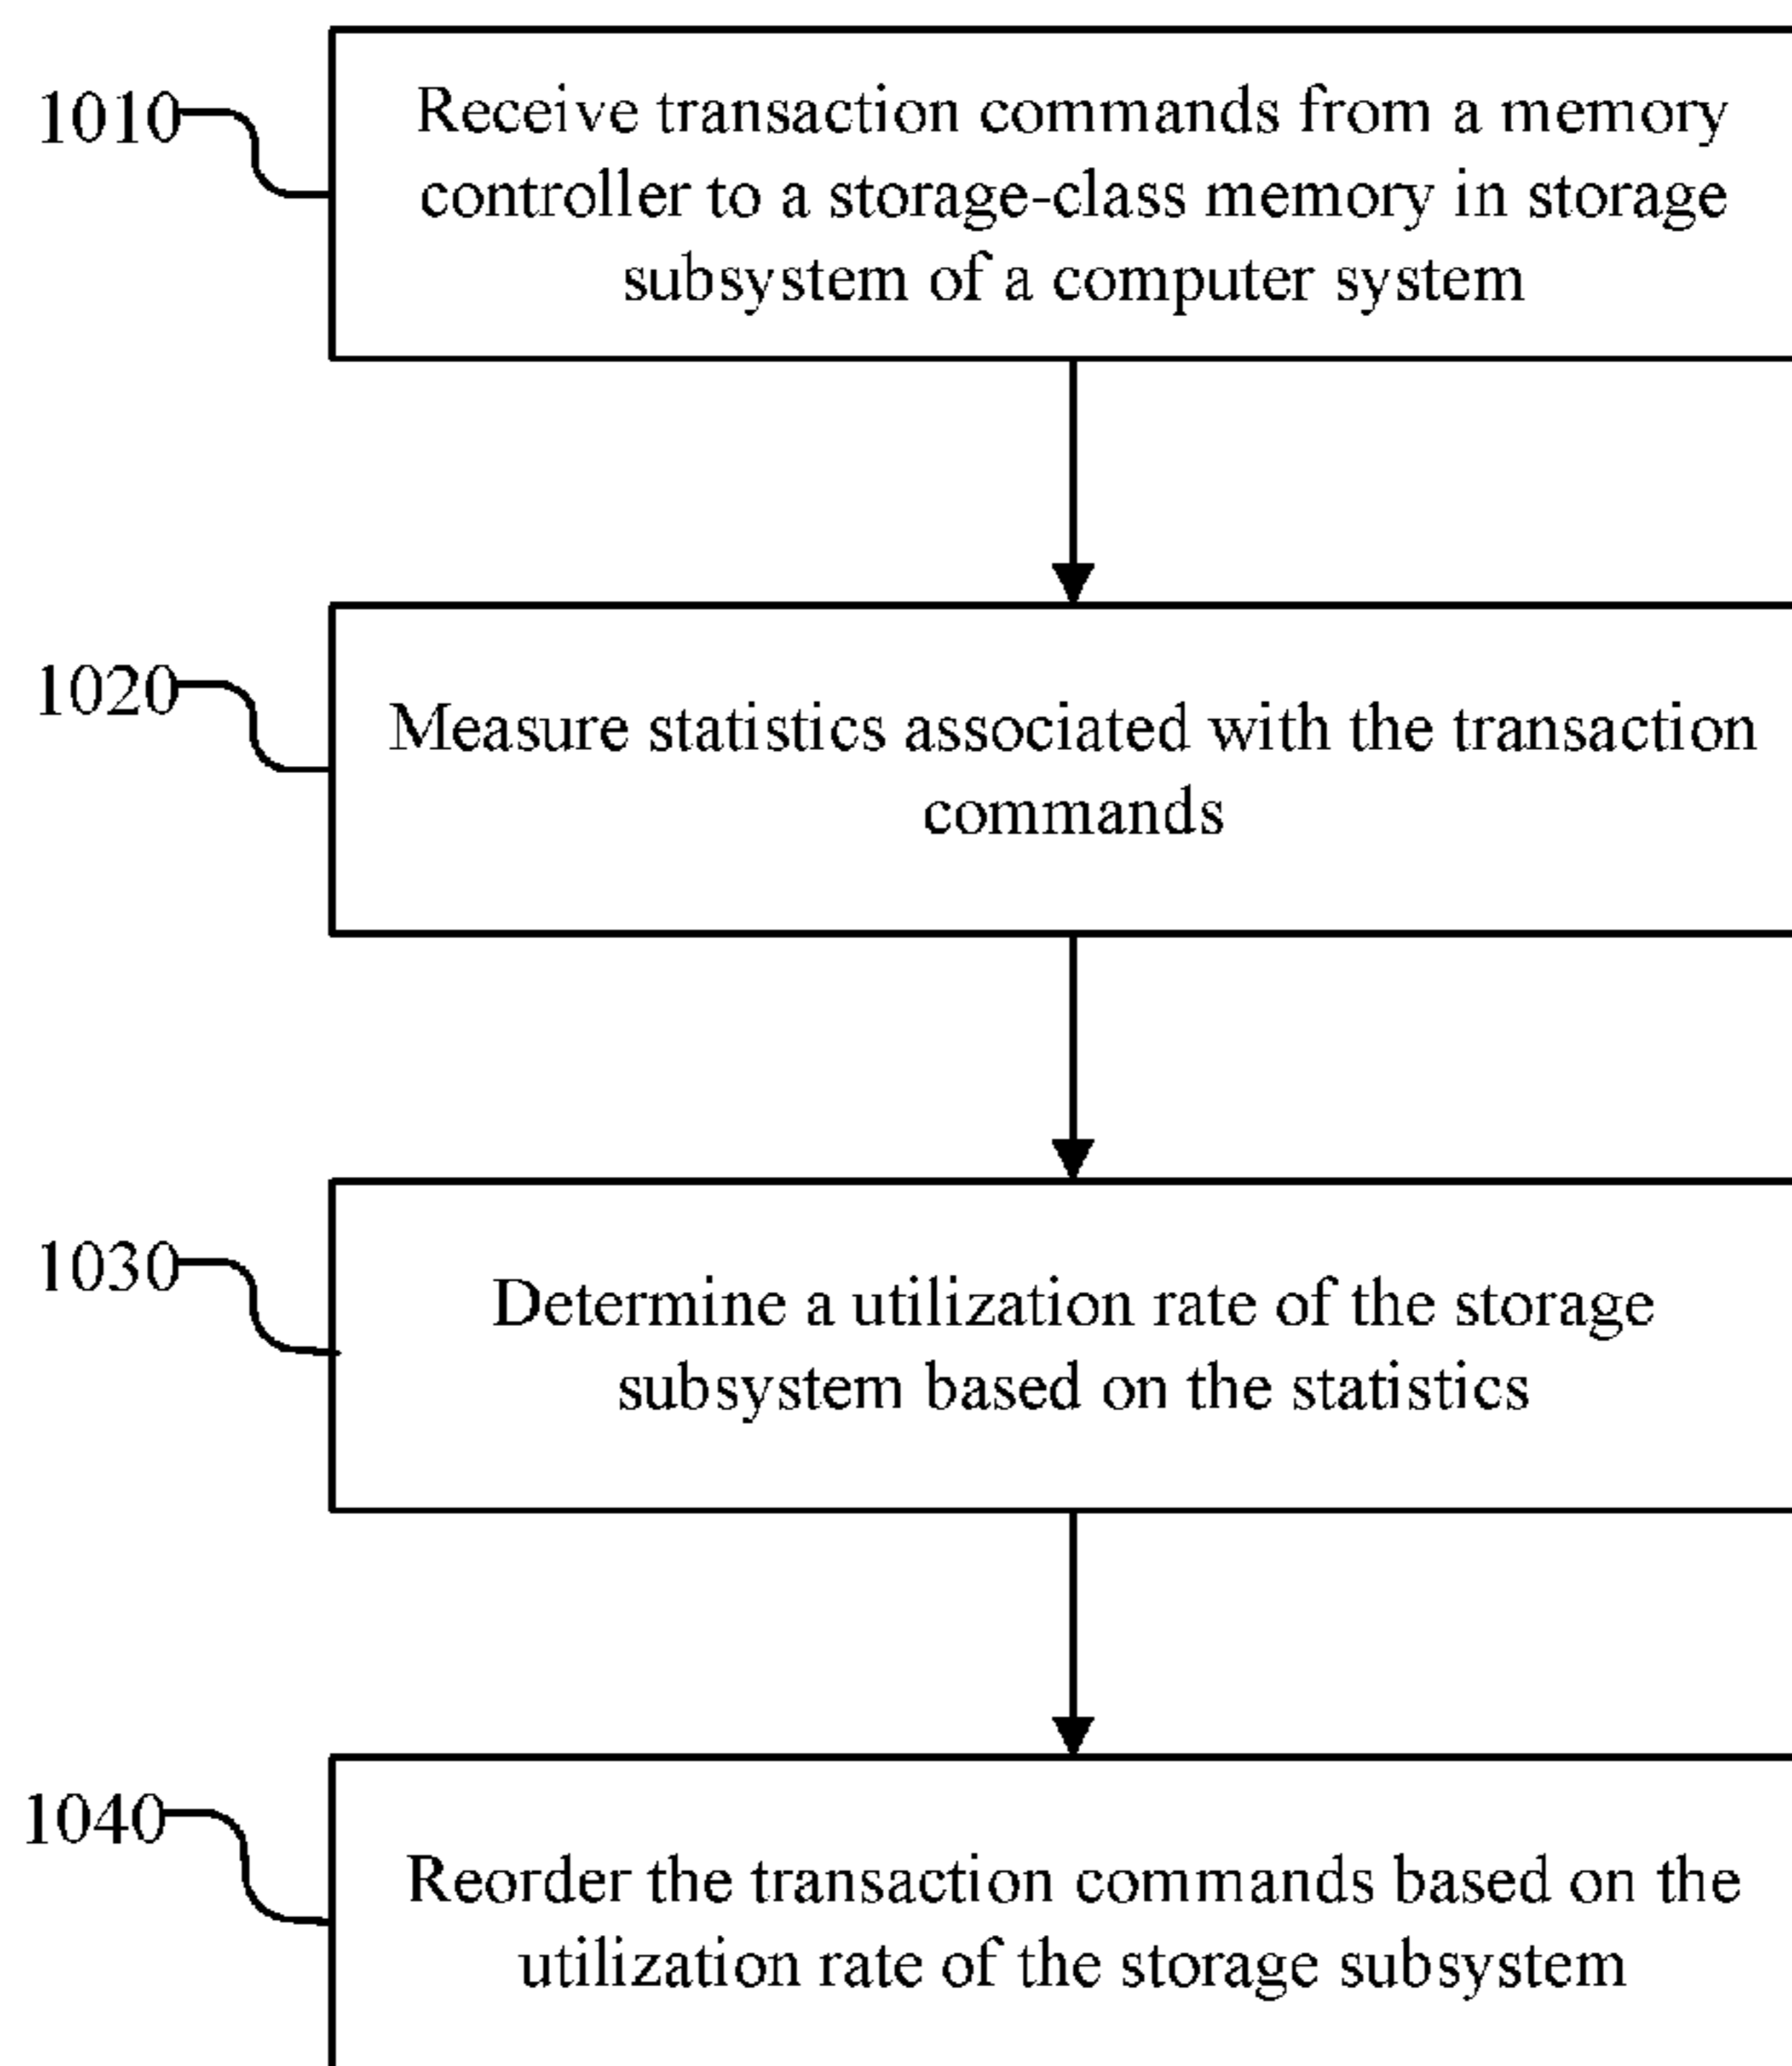 1010
Receive transaction commands from a memory
controller to a storage-class memory in storage
subsystem of a computer system
1020
Measure statistics associated with the transaction
commands
1030
Determine a utilization rate of the storage
subsystem based on the statistics
1040
Reorder the transaction commands based on the
utilization rate of the storage subsystem